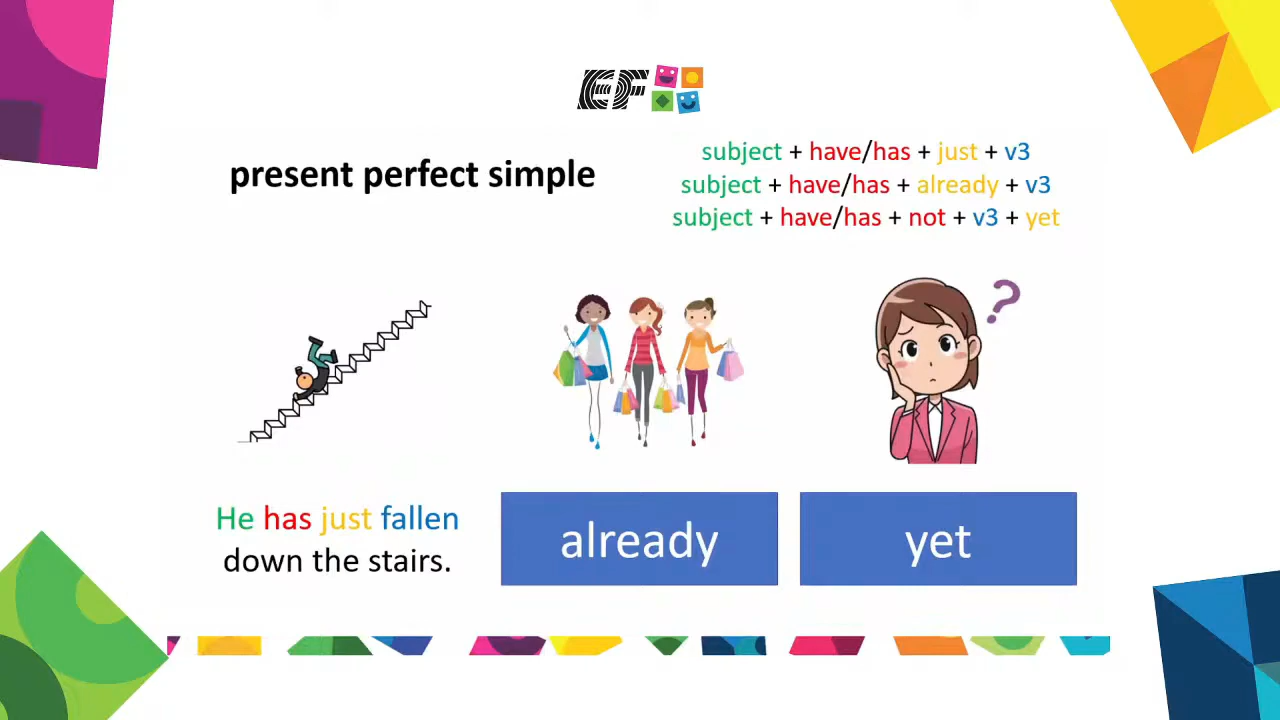 EF
present perfect simple
subject + have/has + just + v3
subject + have/has + already + v3
subject + have/has + not + v3 + yet
?
He has just fallen
down the stairs.
already
yet